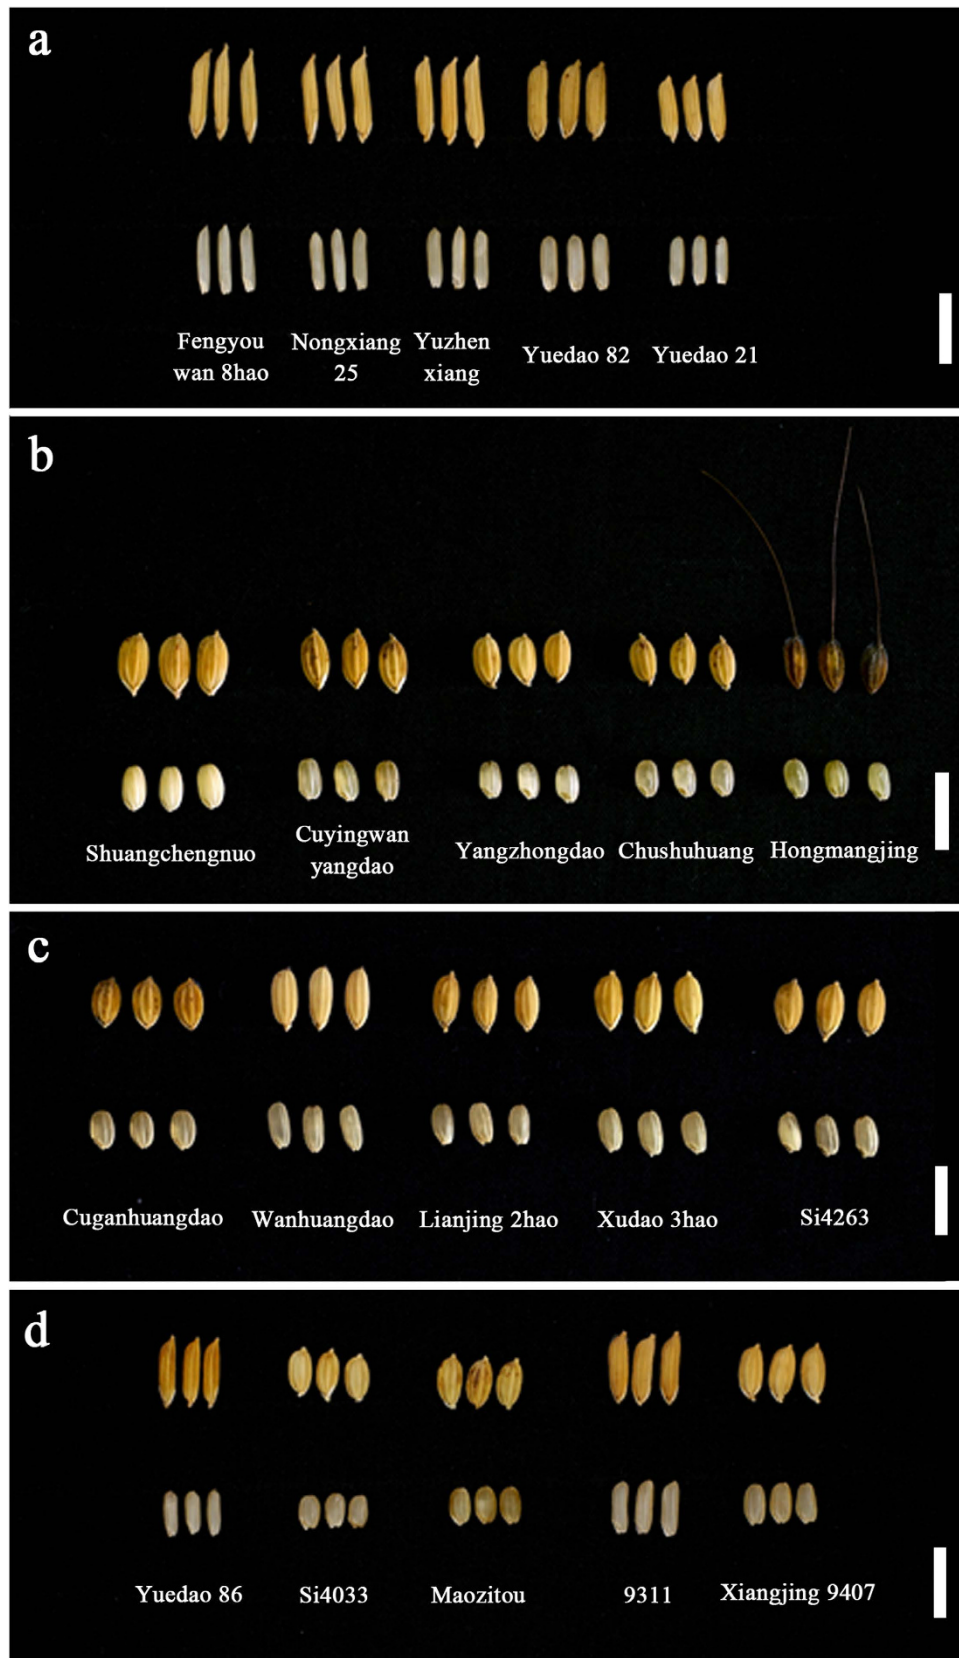 a
Fengyou
wan 8hao
Nongxiang
25
Yuzhen
xiang
Yuedao 82
Yuedao 21
b
Shuangchengnuo
Cuyingwan
yangdao
Yangzhongdao
Chushuhuang
Hongmangjing
c
Cuganhuangdao
Wanhuangdao
Lianjing 2hao
Xudao 3hao
Si4263
d
Yuedao 86
Si4033
Maozitou
9311
Xiangjing 9407